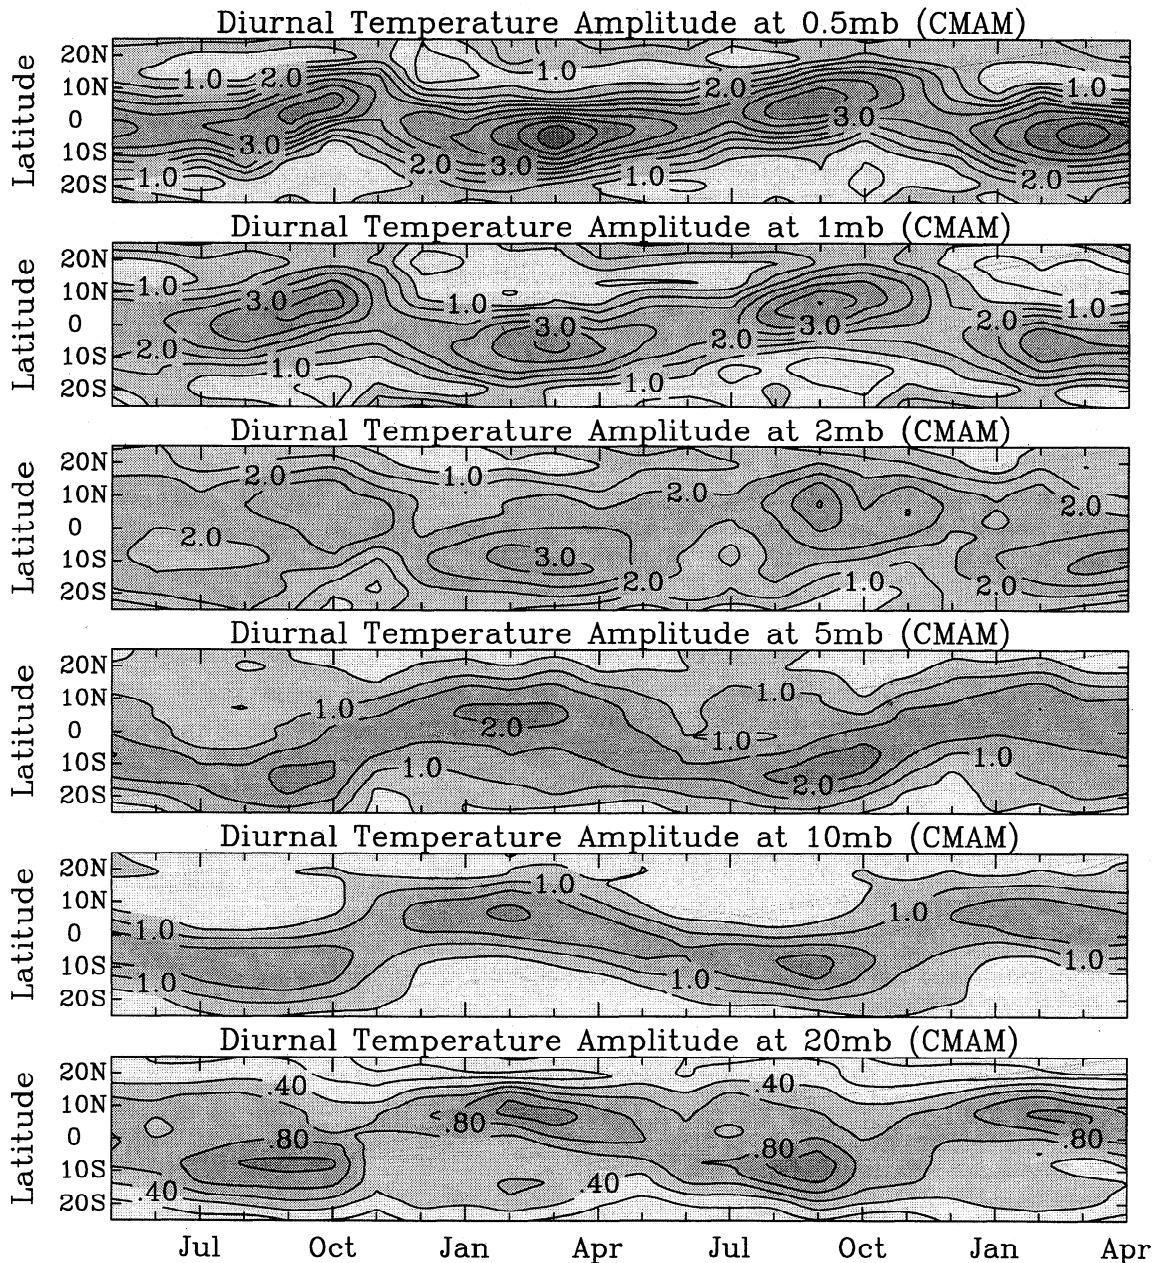 Diurnal Temperature Amplitude at 0.5mb (CMAM)
Latitude
20N
10N
0
10S
20S
1.0 2.0 1.0 2.0 1.0
3.0 3.0
1.0 2.0 3.0 1.0 2.0
Diurnal Temperature Amplitude at 1mb (CMAM)
Latitude
20N
10N
0
10S
20S
1.0 3.0 1.0 1.0
2.0 3.0 2.0 3.0 2.0
1.0 1.0
Diurnal Temperature Amplitude at 2mb (CMAM)
Latitude
20N
10N
0
10S
20S
2.0 1.0 2.0 2.0
2.0 3.0 2.0 1.0 2.0
Diurnal Temperature Amplitude at 5mb (CMAM)
Latitude
20N
10N
0
10S
20S
1.0 2.0 1.0 1.0
1.0 2.0 1.0
Diurnal Temperature Amplitude at 10mb (CMAM)
Latitude
20N
10N
0
10S
20S
1.0 1.0 1.0
1.0 1.0 1.0
Diurnal Temperature Amplitude at 20mb (CMAM)
Latitude
20N
10N
0
10S
20S
.40 .40
.80 .80 .80 .80
.40 .40
Jul Oct Jan Apr Jul Oct Jan Apr